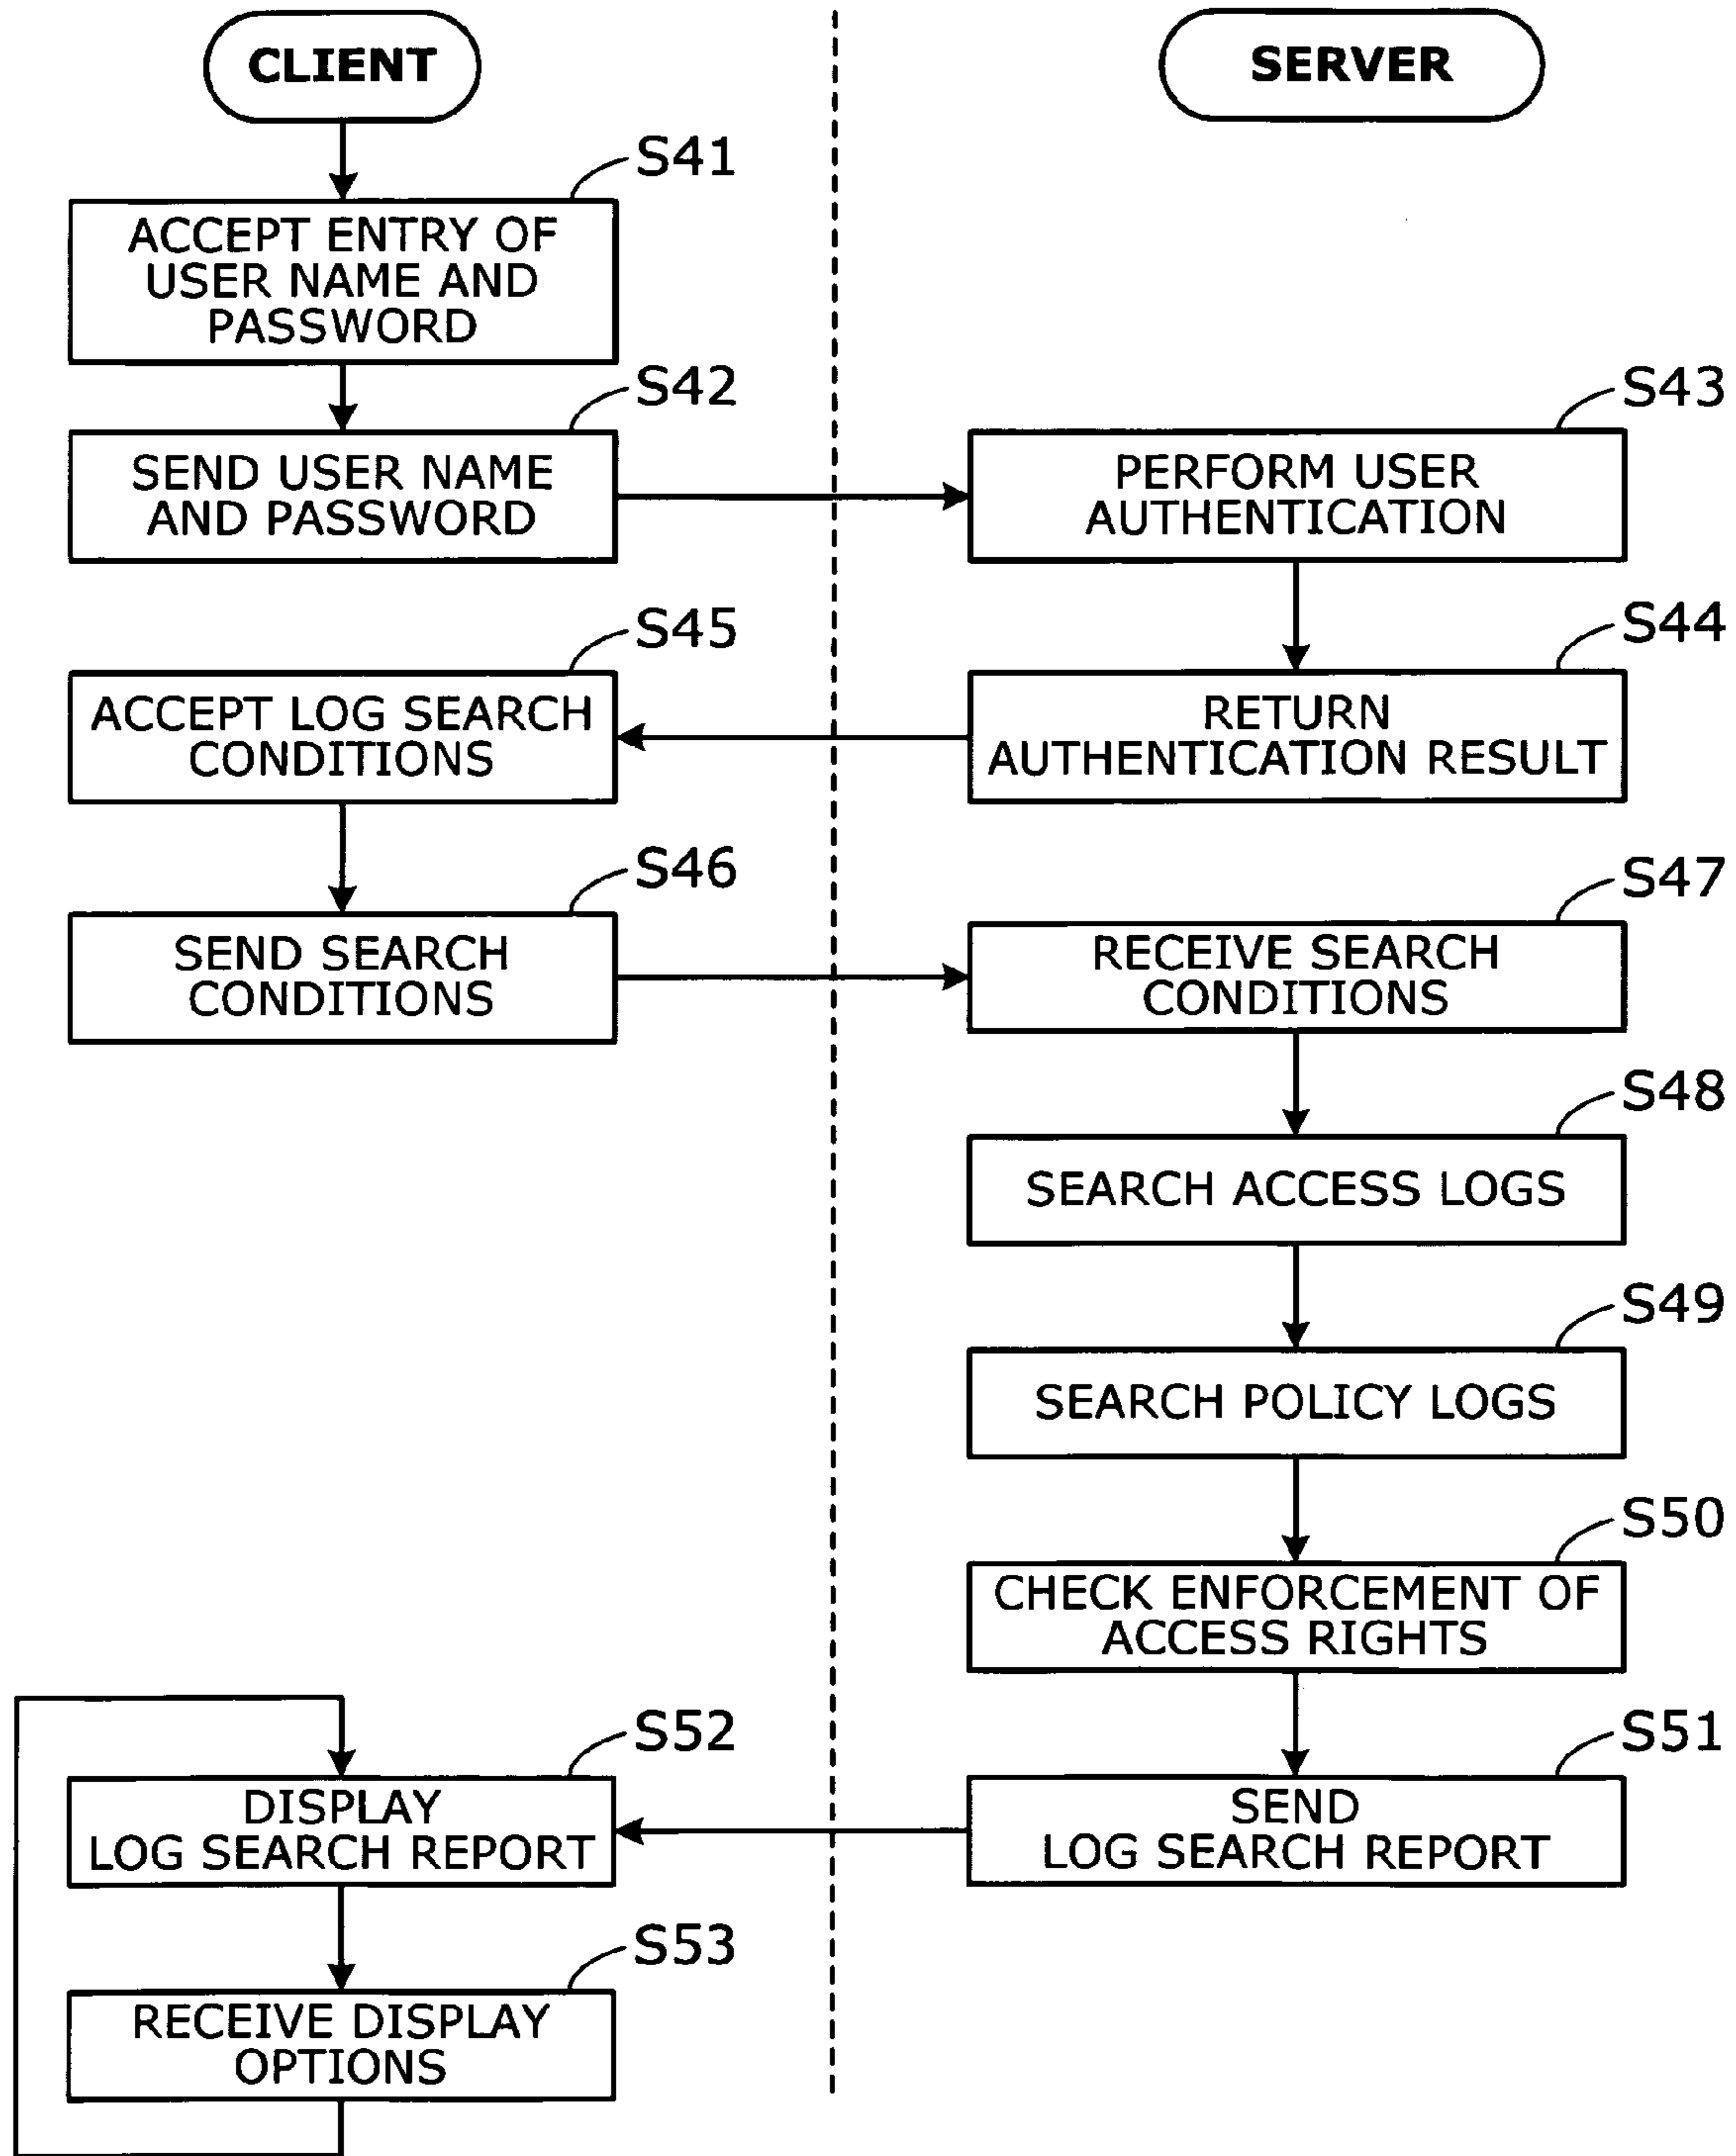 CLIENT
SERVER
S41
ACCEPT ENTRY OF
USER NAME AND
PASSWORD
S42
SEND USER NAME
AND PASSWORD
S43
PERFORM USER
AUTHENTICATION
S44
RETURN
AUTHENTICATION RESULT
S45
ACCEPT LOG SEARCH
CONDITIONS
S46
SEND SEARCH
CONDITIONS
S47
RECEIVE SEARCH
CONDITIONS
S48
SEARCH ACCESS LOGS
S49
SEARCH POLICY LOGS
S50
CHECK ENFORCEMENT OF
ACCESS RIGHTS
S51
SEND
LOG SEARCH REPORT
S52
DISPLAY
LOG SEARCH REPORT
S53
RECEIVE DISPLAY
OPTIONS